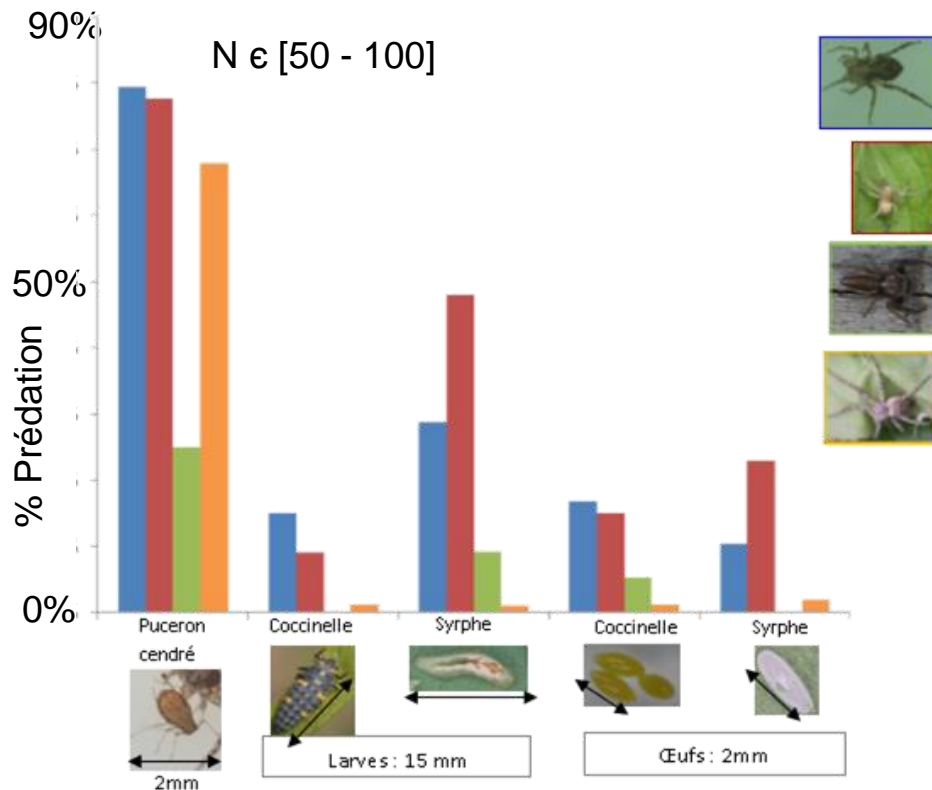 90%
N є [50 - 100]
50%
% Prédation
0%
Puceron
cendré
Coccinelle
Syrphe
Coccinelle
Syrphe
2mm
Larves : 15 mm
Œufs : 2mm